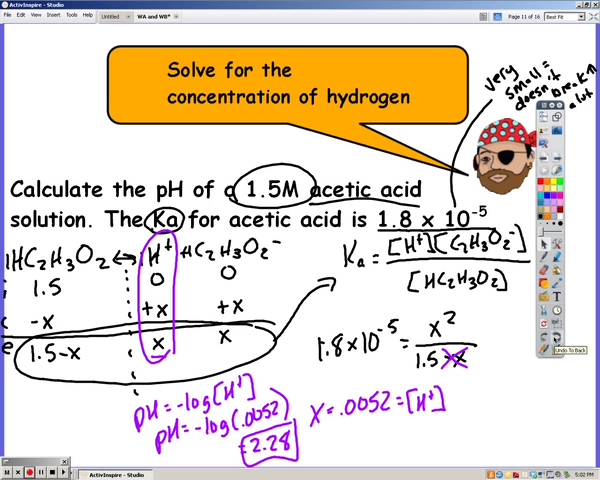 ActivInspire - Studio
File Edit View Insert Tools Help
Untitled
WA and WB*
Page 11 of 16
Best Fit
Solve for the
concentration of hydrogen
very
small =
doesn't
break ↑
a lot
Calculate the pH of a 1.5M acetic acid
solution. The Ka for acetic acid is 1.8 x 10⁻⁵
HC₂H₃O₂ ↔ H⁺ + C₂H₃O₂⁻
i 1.5 0 0
c -x +x +x
e 1.5-x x x
Ka = [H⁺][C₂H₃O₂⁻]
[HC₂H₃O₂]
1.8x10⁻⁵ = x²
1.5-x
pH = -log[H⁺]
pH = -log(.0052)
= 2.28
x = .0052 = [H⁺]
Undo To Back
ActivInspire - Studio
5:02 PM